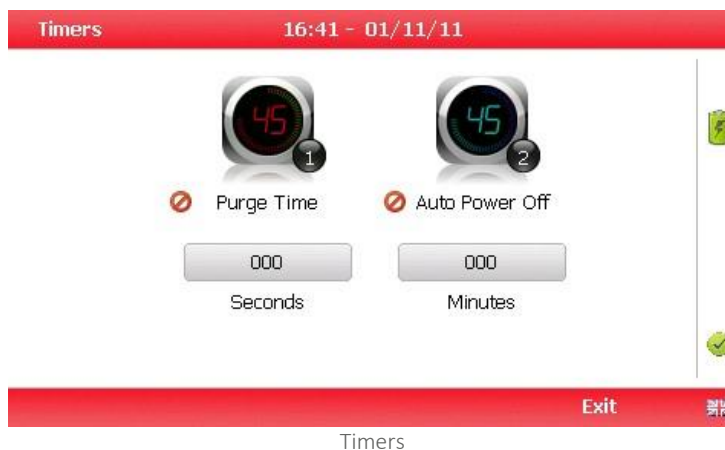 Timers 16:41 - 01/11/11
45 45
1 2
Purge Time Auto Power Off
000 000
Seconds Minutes
Exit
Timers